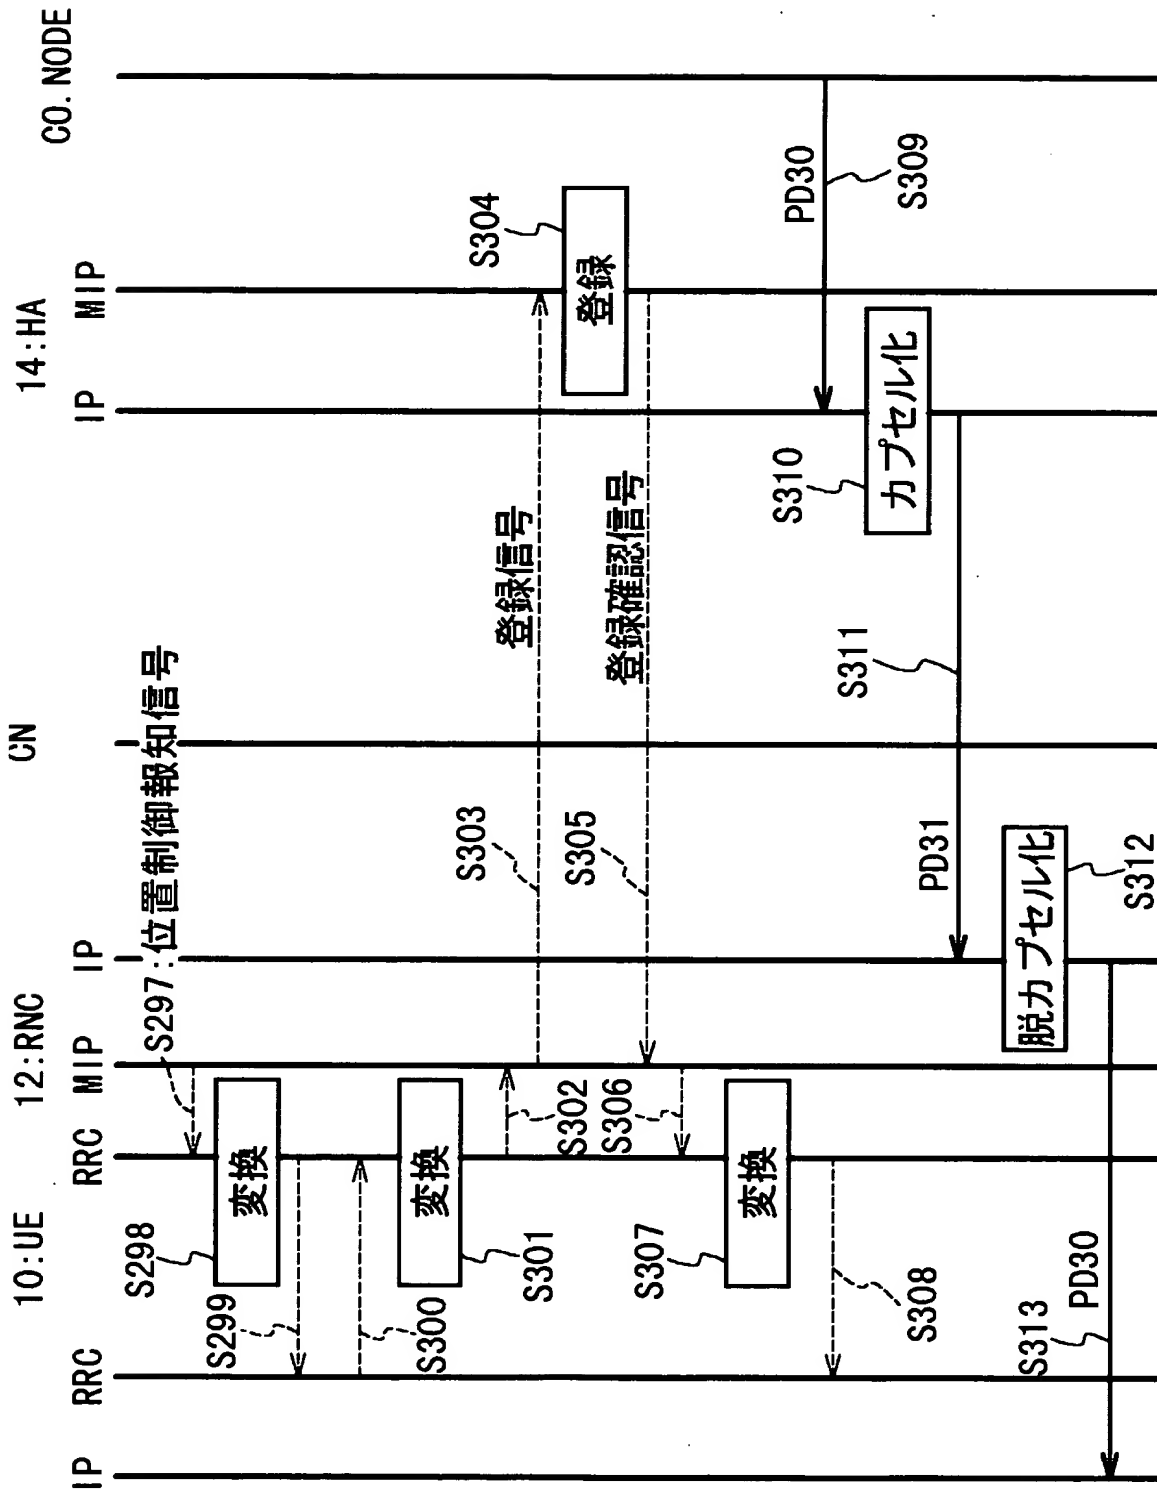 10:UE
12:RNC
CN
14:HA
CO. NODE
IP
RRC
RRC
MIP
IP
IP
MIP
S297:位置制御報知信号
S298
変換
S299
S300
変換
S301
S302
S303
登録信号
S304
登録
登録確認信号
S305
S306
S307
変換
S308
PD30
S309
S310
カプセル化
S311
PD31
脱カプセル化
S312
S313
PD30